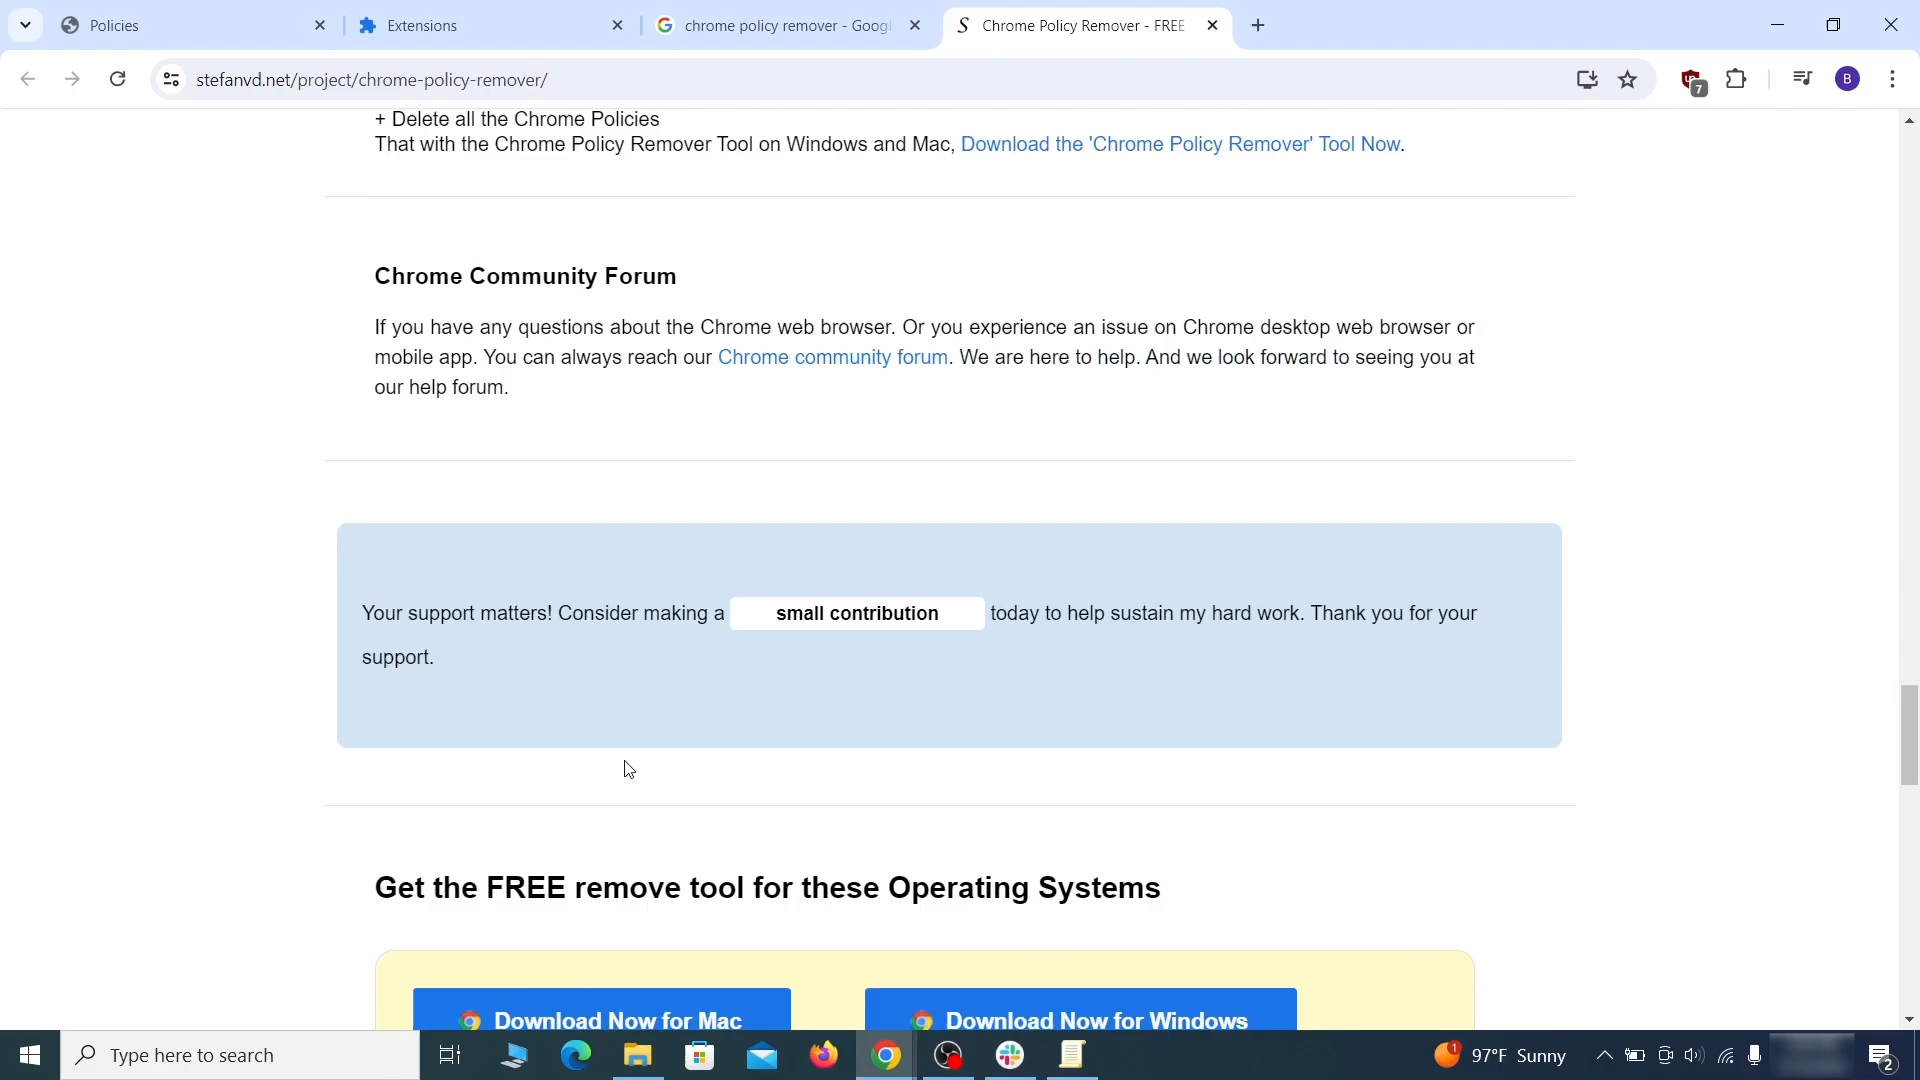 Policies
Extensions
chrome policy remover - Googl
Chrome Policy Remover - FREE
stefanvd.net/project/chrome-policy-remover/
7
B
+ Delete all the Chrome Policies
That with the Chrome Policy Remover Tool on Windows and Mac, Download the 'Chrome Policy Remover' Tool Now.
Chrome Community Forum
If you have any questions about the Chrome web browser. Or you experience an issue on Chrome desktop web browser or
mobile app. You can always reach our Chrome community forum. We are here to help. And we look forward to seeing you at
our help forum.
Your support matters! Consider making a small contribution today to help sustain my hard work. Thank you for your
support.
Get the FREE remove tool for these Operating Systems
Download Now for Mac
Download Now for Windows
Type here to search
1
97°F Sunny
2